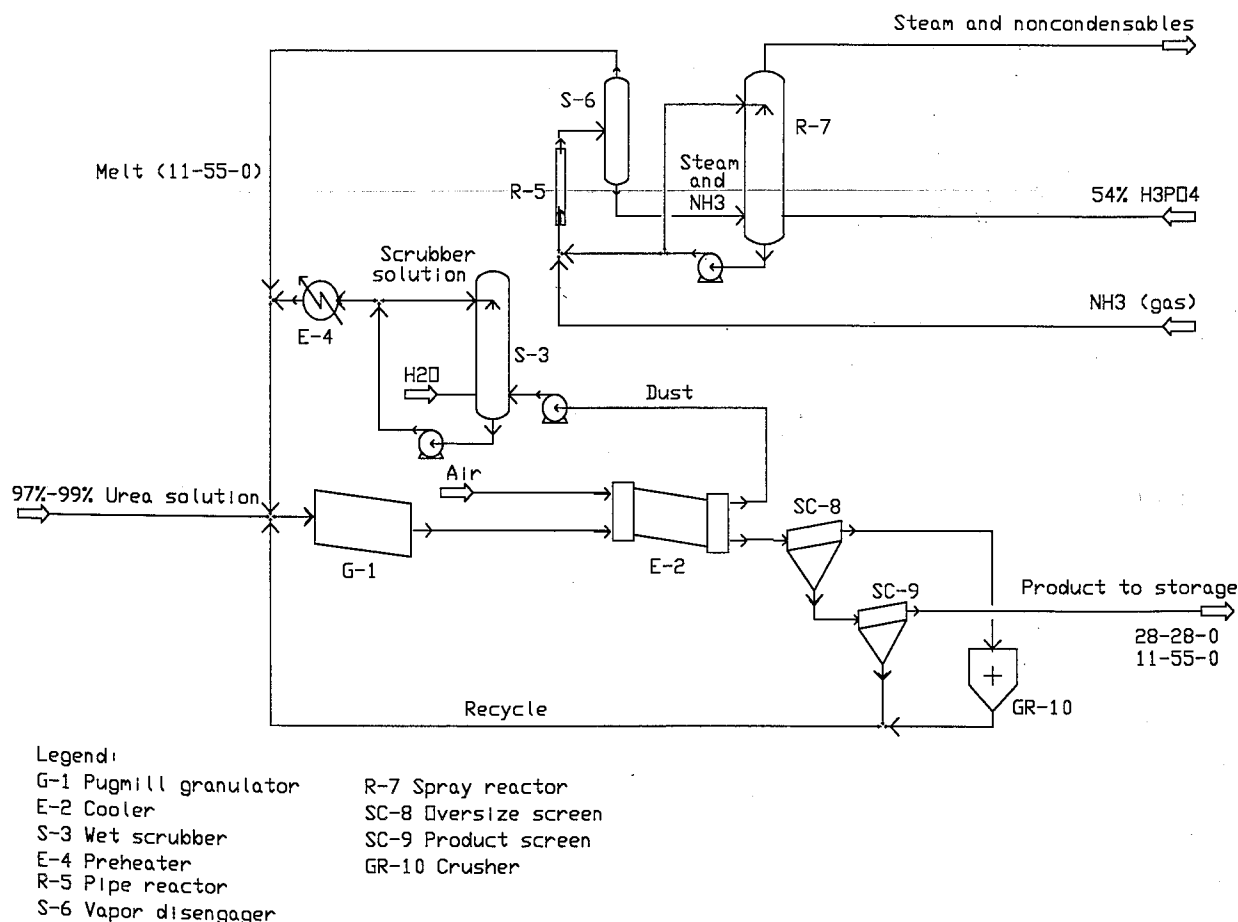 Steam and noncondensables
S-6
R-7
Melt (11-55-0)
Steam
and
NH3
R-5
54% H3PO4
Scrubber
solution
NH3 (gas)
E-4
S-3
H2O
Dust
Air
97%-99% Urea solution
SC-8
G-1
E-2
SC-9
Product to storage
28-28-0
11-55-0
GR-10
Recycle
Legend:
G-1 Pugmill granulator
E-2 Cooler
S-3 Wet scrubber
E-4 Preheater
R-5 Pipe reactor
S-6 Vapor disengager
R-7 Spray reactor
SC-8 Oversize screen
SC-9 Product screen
GR-10 Crusher